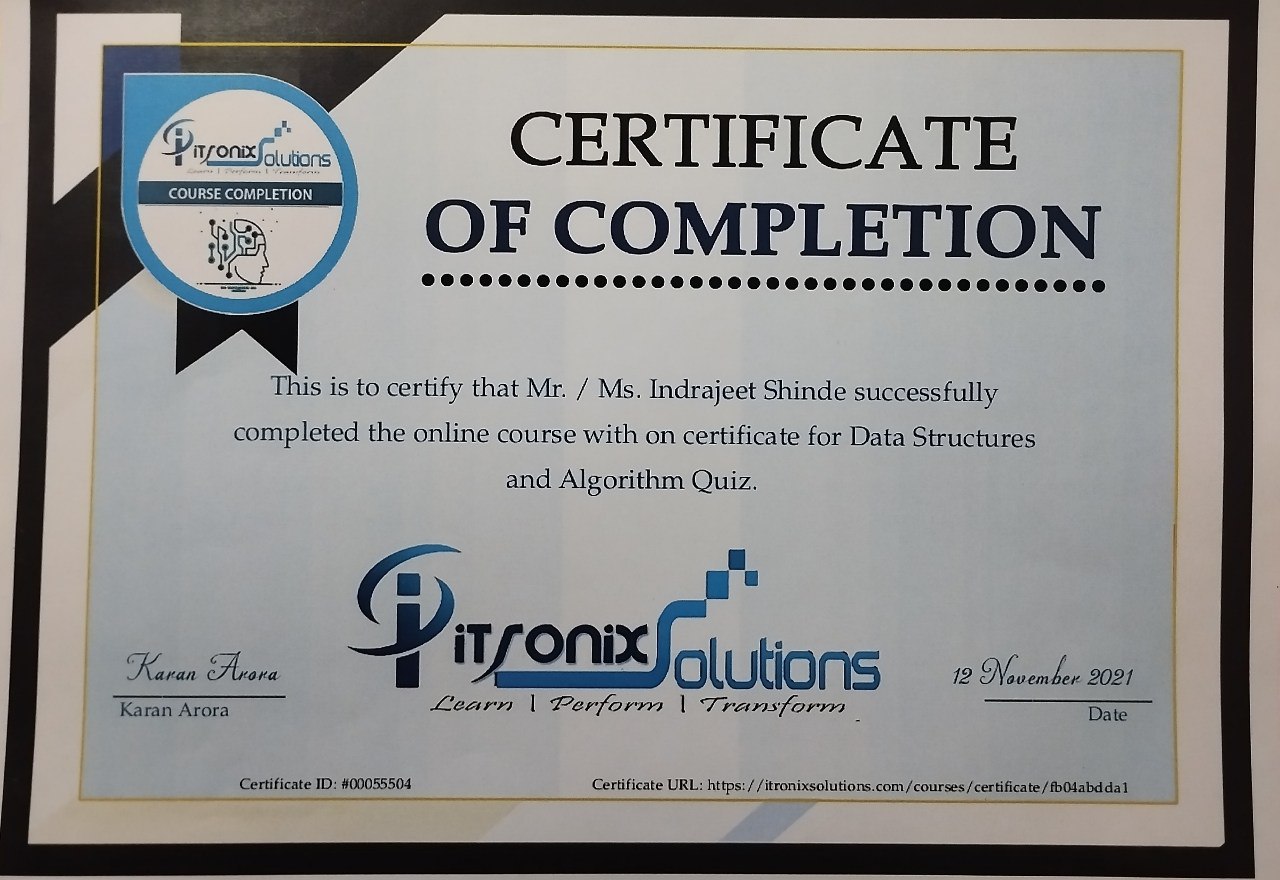 iTronix Solutions
Learn | Perform | Transform
COURSE COMPLETION
CERTIFICATE
OF COMPLETION
This is to certify that Mr. / Ms. Indrajeet Shinde successfully
completed the online course with on certificate for Data Structures
and Algorithm Quiz.
iTronix Solutions
Learn | Perform | Transform
Karan Arora
Karan Arora
12 November 2021
Date
Certificate ID: #00055504
Certificate URL: https://itronixsolutions.com/courses/certificate/fb04abdda1